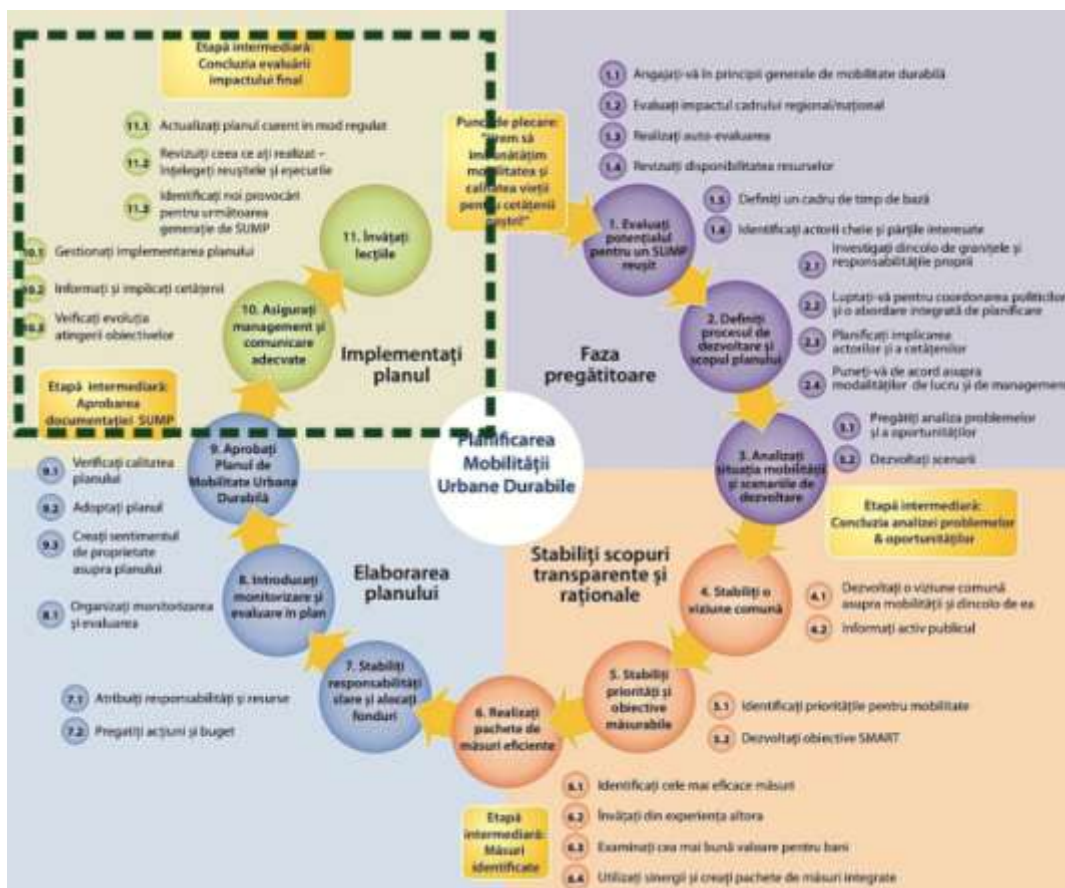 Etapă intermediară:
Concluzia evaluării
impactului final
11.1 Actualizați planul curent în mod regulat
11.2 Revizuiți ceea ce ați realizat –
înțelegeți reușitele și eșecurile
11.3 Identificați noi provocări
pentru următoarea
generație de SUMP
10.1 Gestionați implementarea planului
10.2 Informați și implicați cetățenii
10.3 Verificați evoluția
atingerii obiectivelor
11. Învățați
lecțiile
10. Asigurați
management și
comunicare
adecvate
Implementați
planul
Etapă intermediară:
Aprobarea
documentației SUMP
Punct de plecare:
"Vrem să
îmbunătățim
mobilitatea și
calitatea vieții
pentru cetățenii
noștri!"
1.1 Angajați-vă în principii generale de mobilitate durabilă
1.2 Evaluați impactul cadrului regional/național
1.3 Realizați auto-evaluarea
1.4 Revizuiți disponibilitatea resurselor
1.5 Definiți un cadru de timp de bază
1.6 Identificați actorii cheie și părțile interesate
1. Evaluați
potențialul
pentru un SUMP
reușit
2.1 Investigați dincolo de granițele și
responsabilitățile proprii
2.2 Luptați-vă pentru coordonarea politicilor
și o abordare integrată de planificare
2.3 Planificați implicarea
actorilor și a cetățenilor
2.4 Puneți-vă de acord asupra
modalităților de lucru și de management
2. Definiți
procesul de
dezvoltare și
scopul planului
Faza
pregătitoare
3.1 Pregătiți analiza problemelor
și a oportunităților
3.2 Dezvoltați scenarii
3. Analizați
situația mobilității
și scenariile de
dezvoltare
Planificarea
Mobilității
Urbane Durabile
Etapă intermediară:
Concluzia analizei problemelor
& oportunităților
Stabiliți scopuri
transparente și
raționale
4. Stabiliți o
viziune comună
4.1 Dezvoltați o viziune comună
asupra mobilității și dincolo de ea
4.2 Informați activ publicul
5. Stabiliți
priorități și
obiective
măsurabile
5.1 Identificați prioritățile pentru mobilitate
5.2 Dezvoltați obiective SMART
6. Realizați
pachete de
măsuri eficiente
6.1 Identificați cele mai eficace măsuri
6.2 Învățați din experiența altora
6.3 Examinați cea mai bună valoare pentru bani
6.4 Utilizați sinergii și creați pachete de măsuri integrate
Etapă
intermediară:
Măsuri
identificate
Elaborarea
planului
7. Stabiliți
responsabilități
clare și alocați
fonduri
7.1 Atribuiți responsabilități și resurse
7.2 Pregatiți acțiuni și buget
8. Introduceți
monitorizare și
evaluare în plan
8.1 Organizați monitorizarea
și evaluarea
9. Aprobați
Planul de
Mobilitate Urbana
Durabilă
9.1 Verificați calitatea
planului
9.2 Adoptați planul
9.3 Creați sentimentul
de proprietate
asupra planului